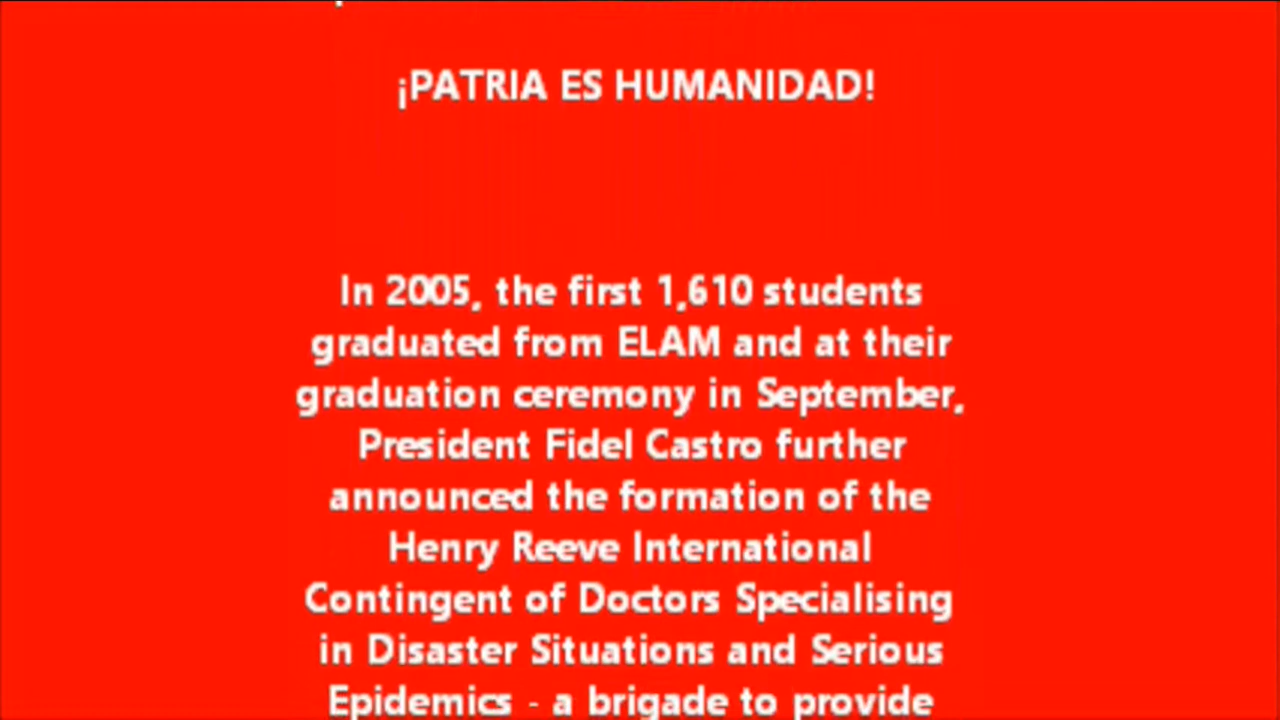 ¡PATRIA ES HUMANIDAD!
In 2005, the first 1,610 students
graduated from ELAM and at their
graduation ceremony in September,
President Fidel Castro further
announced the formation of the
Henry Reeve International
Contingent of Doctors Specialising
in Disaster Situations and Serious
Epidemics - a brigade to provide